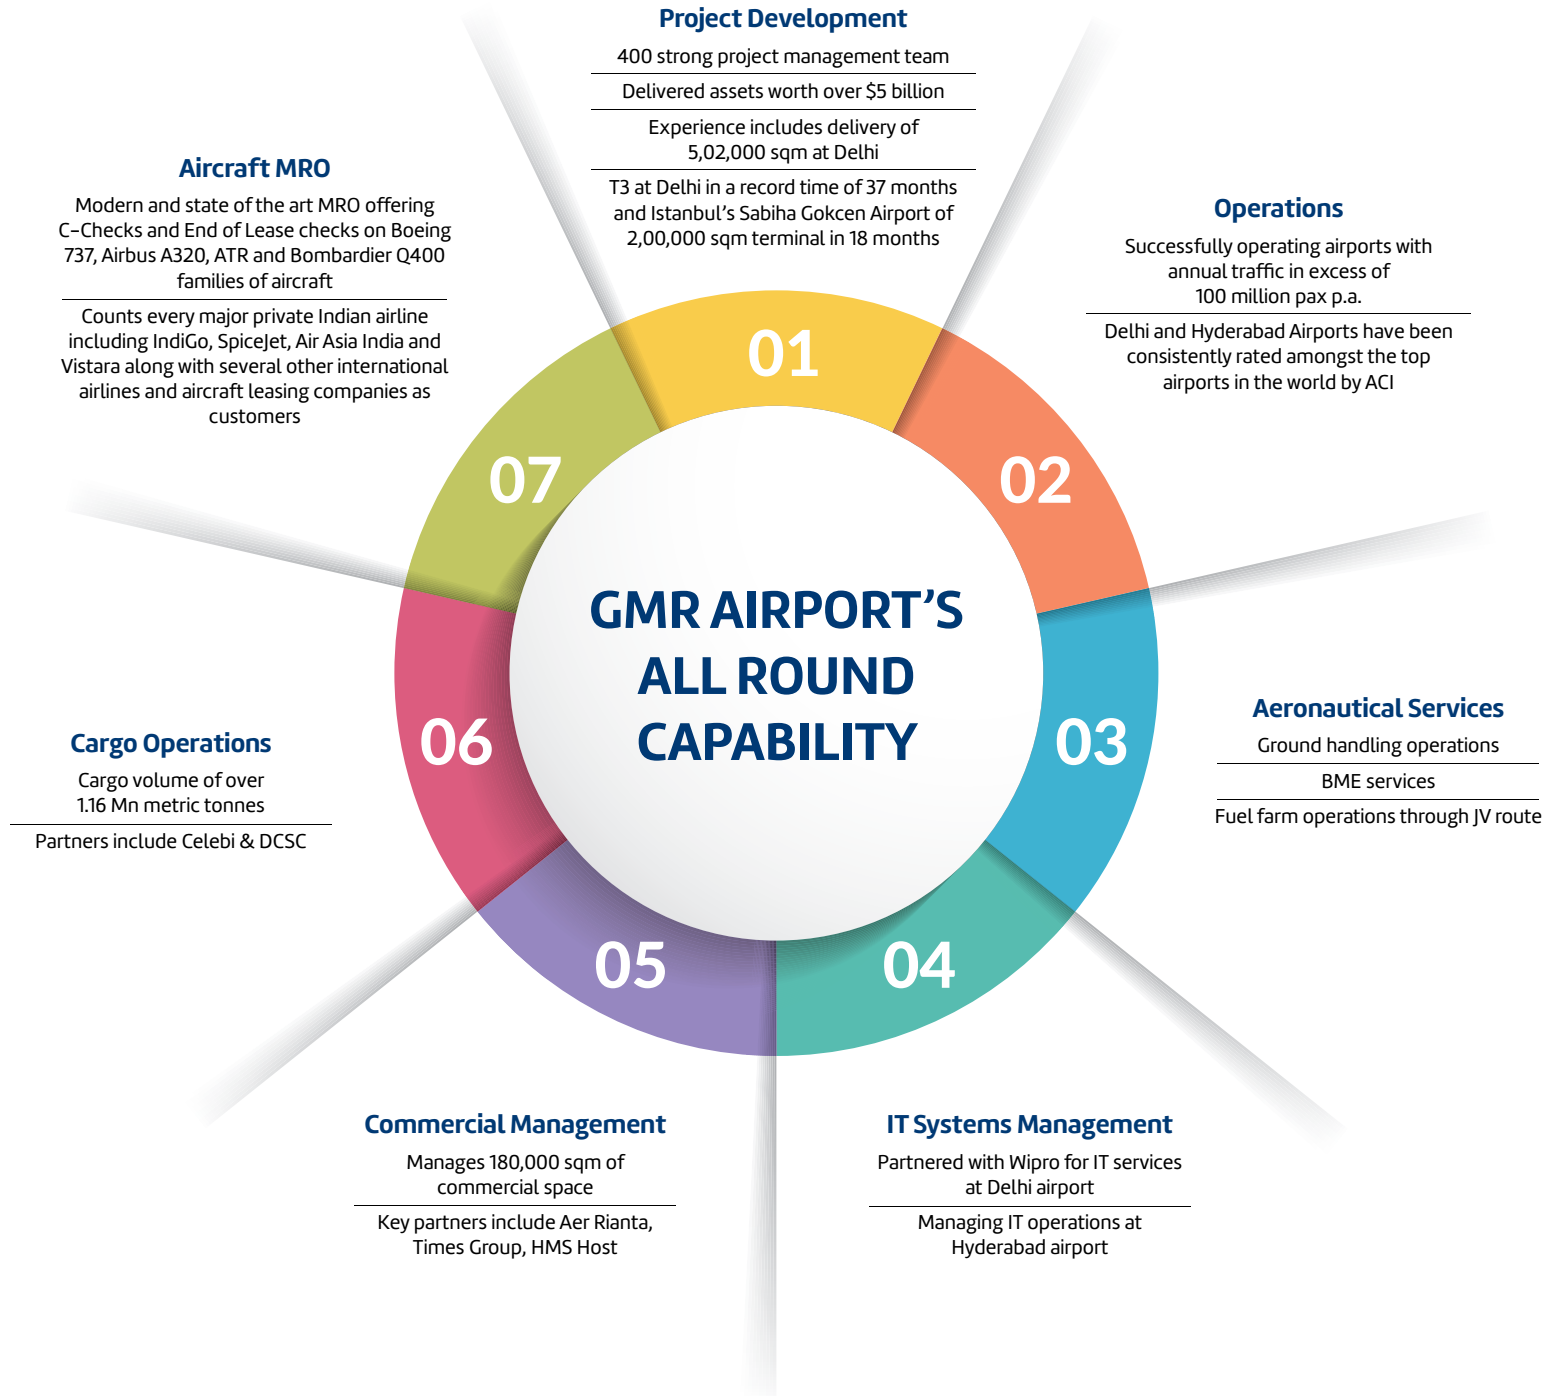 Project Development
400 strong project management team
Delivered assets worth over $5 billion
Experience includes delivery of
5,02,000 sqm at Delhi
T3 at Delhi in a record time of 37 months
and Istanbul's Sabiha Gokcen Airport of
2,00,000 sqm terminal in 18 months
01
Operations
Successfully operating airports with
annual traffic in excess of
100 million pax p.a.
Delhi and Hyderabad Airports have been
consistently rated amongst the top
airports in the world by ACI
02
Aeronautical Services
Ground handling operations
BME services
Fuel farm operations through JV route
03
IT Systems Management
Partnered with Wipro for IT services
at Delhi airport
Managing IT operations at
Hyderabad airport
04
Commercial Management
Manages 180,000 sqm of
commercial space
Key partners include Aer Rianta,
Times Group, HMS Host
05
Cargo Operations
Cargo volume of over
1.16 Mn metric tonnes
Partners include Celebi & DCSC
06
Aircraft MRO
Modern and state of the art MRO offering
C-Checks and End of Lease checks on Boeing
737, Airbus A320, ATR and Bombardier Q400
families of aircraft
Counts every major private Indian airline
including IndiGo, SpiceJet, Air Asia India and
Vistara along with several other international
airlines and aircraft leasing companies as
customers
07
GMR AIRPORT'S
ALL ROUND
CAPABILITY